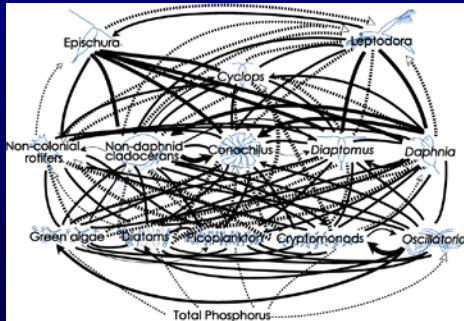 Epischura
Leptodora
Cyclops
Non-colonial
rotifers
Non-daphnid
cladocerans
Conochilus
Diaptomus
Daphnia
Green algae
Diatoms
Picoplankton
Cryptomonads
Oscillatoria
Total Phosphorus